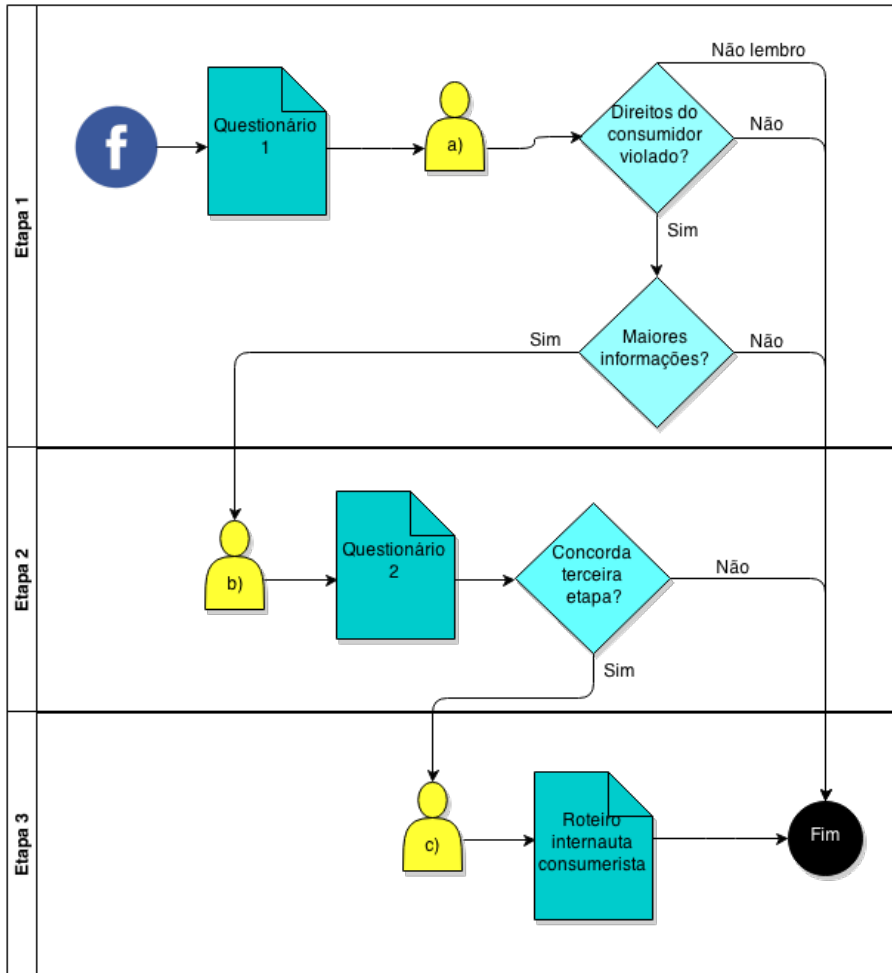 Etapa 1
f
Questionário
1
a)
Direitos do
consumidor
violado?
Não lembro
Não
Sim
Maiores
informações?
Sim
Não
Etapa 2
b)
Questionário
2
Concorda
terceira
etapa?
Não
Sim
Etapa 3
c)
Roteiro
internauta
consumerista
Fim